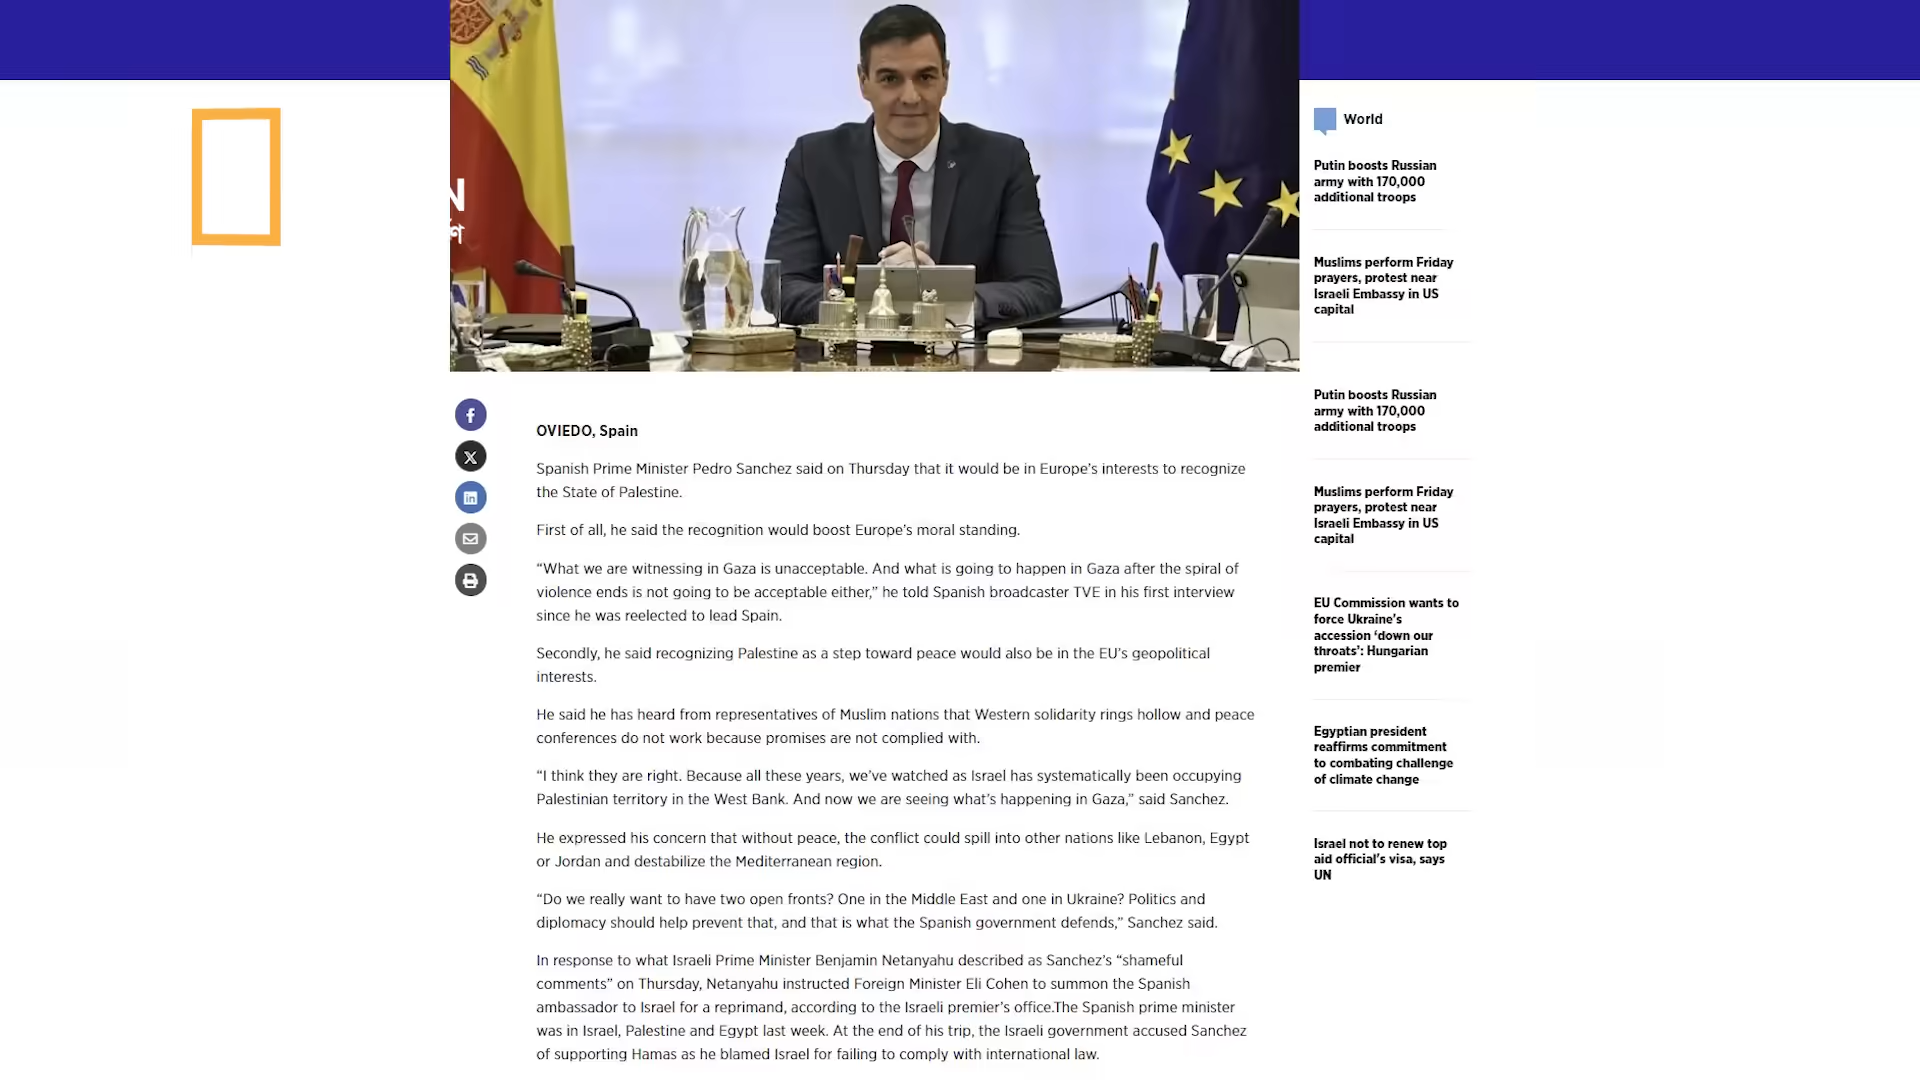 N
World
Putin boosts Russian
army with 170,000
additional troops
Muslims perform Friday
prayers, protest near
Israeli Embassy in US
capital
Putin boosts Russian
army with 170,000
additional troops
Muslims perform Friday
prayers, protest near
Israeli Embassy in US
capital
EU Commission wants to
force Ukraine's
accession ‘down our
throats’: Hungarian
premier
Egyptian president
reaffirms commitment
to combating challenge
of climate change
Israel not to renew top
aid official's visa, says
UN
OVIEDO, Spain
Spanish Prime Minister Pedro Sanchez said on Thursday that it would be in Europe’s interests to recognize
the State of Palestine.
First of all, he said the recognition would boost Europe’s moral standing.
“What we are witnessing in Gaza is unacceptable. And what is going to happen in Gaza after the spiral of
violence ends is not going to be acceptable either,” he told Spanish broadcaster TVE in his first interview
since he was reelected to lead Spain.
Secondly, he said recognizing Palestine as a step toward peace would also be in the EU’s geopolitical
interests.
He said he has heard from representatives of Muslim nations that Western solidarity rings hollow and peace
conferences do not work because promises are not complied with.
“I think they are right. Because all these years, we’ve watched as Israel has systematically been occupying
Palestinian territory in the West Bank. And now we are seeing what’s happening in Gaza,” said Sanchez.
He expressed his concern that without peace, the conflict could spill into other nations like Lebanon, Egypt
or Jordan and destabilize the Mediterranean region.
“Do we really want to have two open fronts? One in the Middle East and one in Ukraine? Politics and
diplomacy should help prevent that, and that is what the Spanish government defends,” Sanchez said.
In response to what Israeli Prime Minister Benjamin Netanyahu described as Sanchez’s “shameful
comments” on Thursday, Netanyahu instructed Foreign Minister Eli Cohen to summon the Spanish
ambassador to Israel for a reprimand, according to the Israeli premier’s office.The Spanish prime minister
was in Israel, Palestine and Egypt last week. At the end of his trip, the Israeli government accused Sanchez
of supporting Hamas as he blamed Israel for failing to comply with international law.